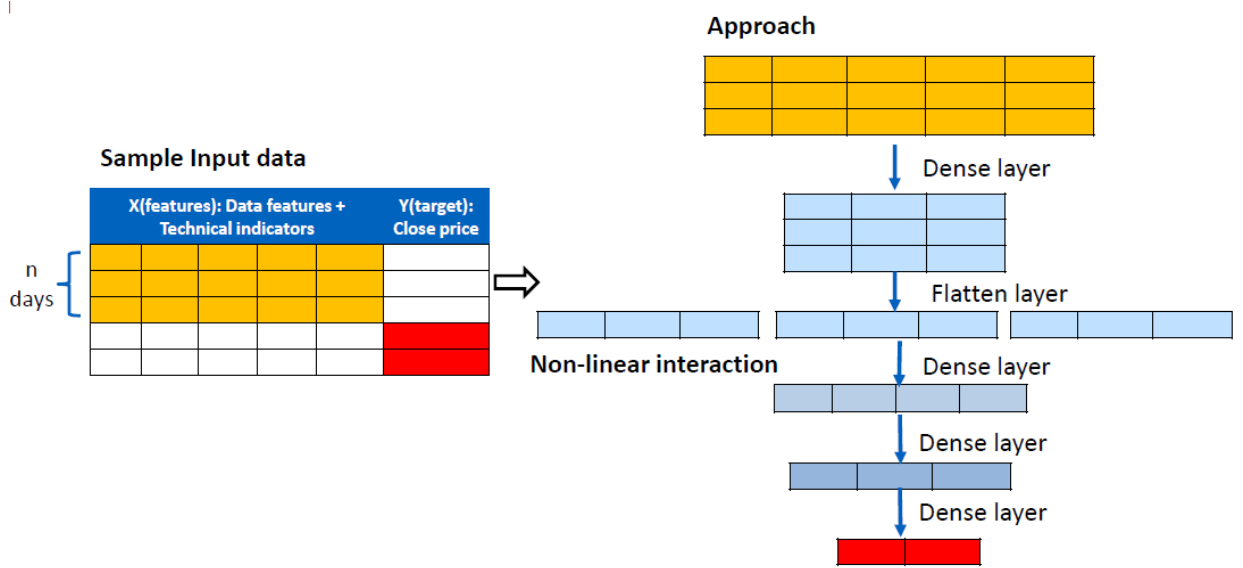 Approach
Dense layer
Sample Input data
X(features): Data features +
Technical indicators
Y(target):
Close price
n
days
Flatten layer
Non-linear interaction
Dense layer
Dense layer
Dense layer